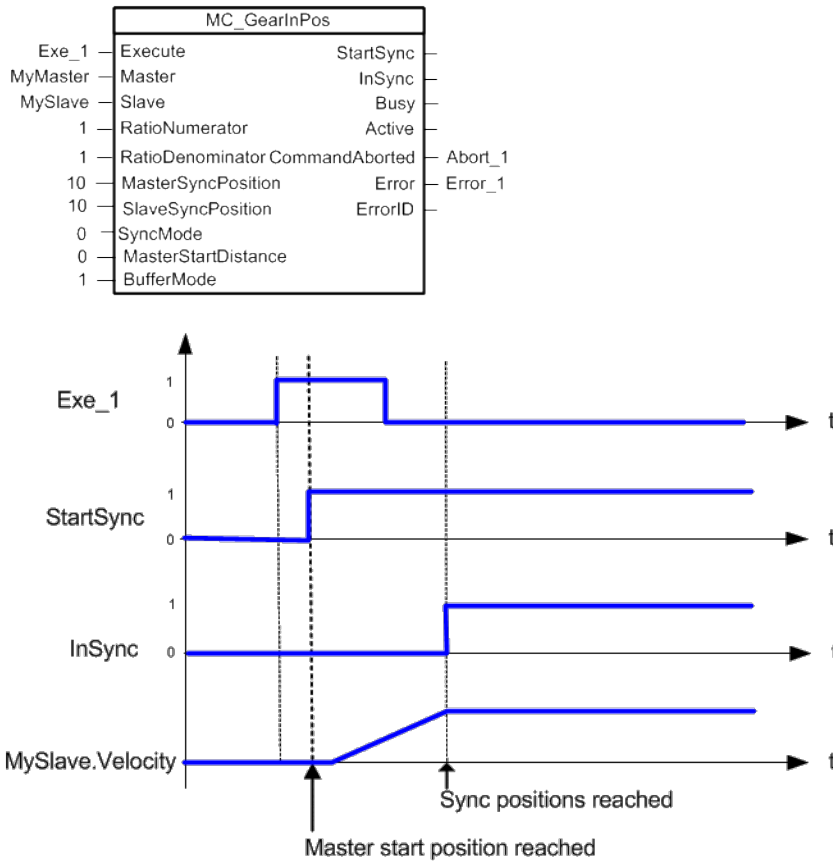 MC_GearInPos
Exe_1 Execute StartSync
MyMaster Master InSync
MySlave Slave Busy
1 RatioNumerator Active
1 RatioDenominator CommandAborted Abort_1
10 MasterSyncPosition Error Error_1
10 SlaveSyncPosition ErrorID
0 SyncMode
0 MasterStartDistance
1 BufferMode
1
Exe_1
0 t
1
StartSync
0 t
1
InSync
0 t
MySlave.Velocity t
Sync positions reached
Master start position reached